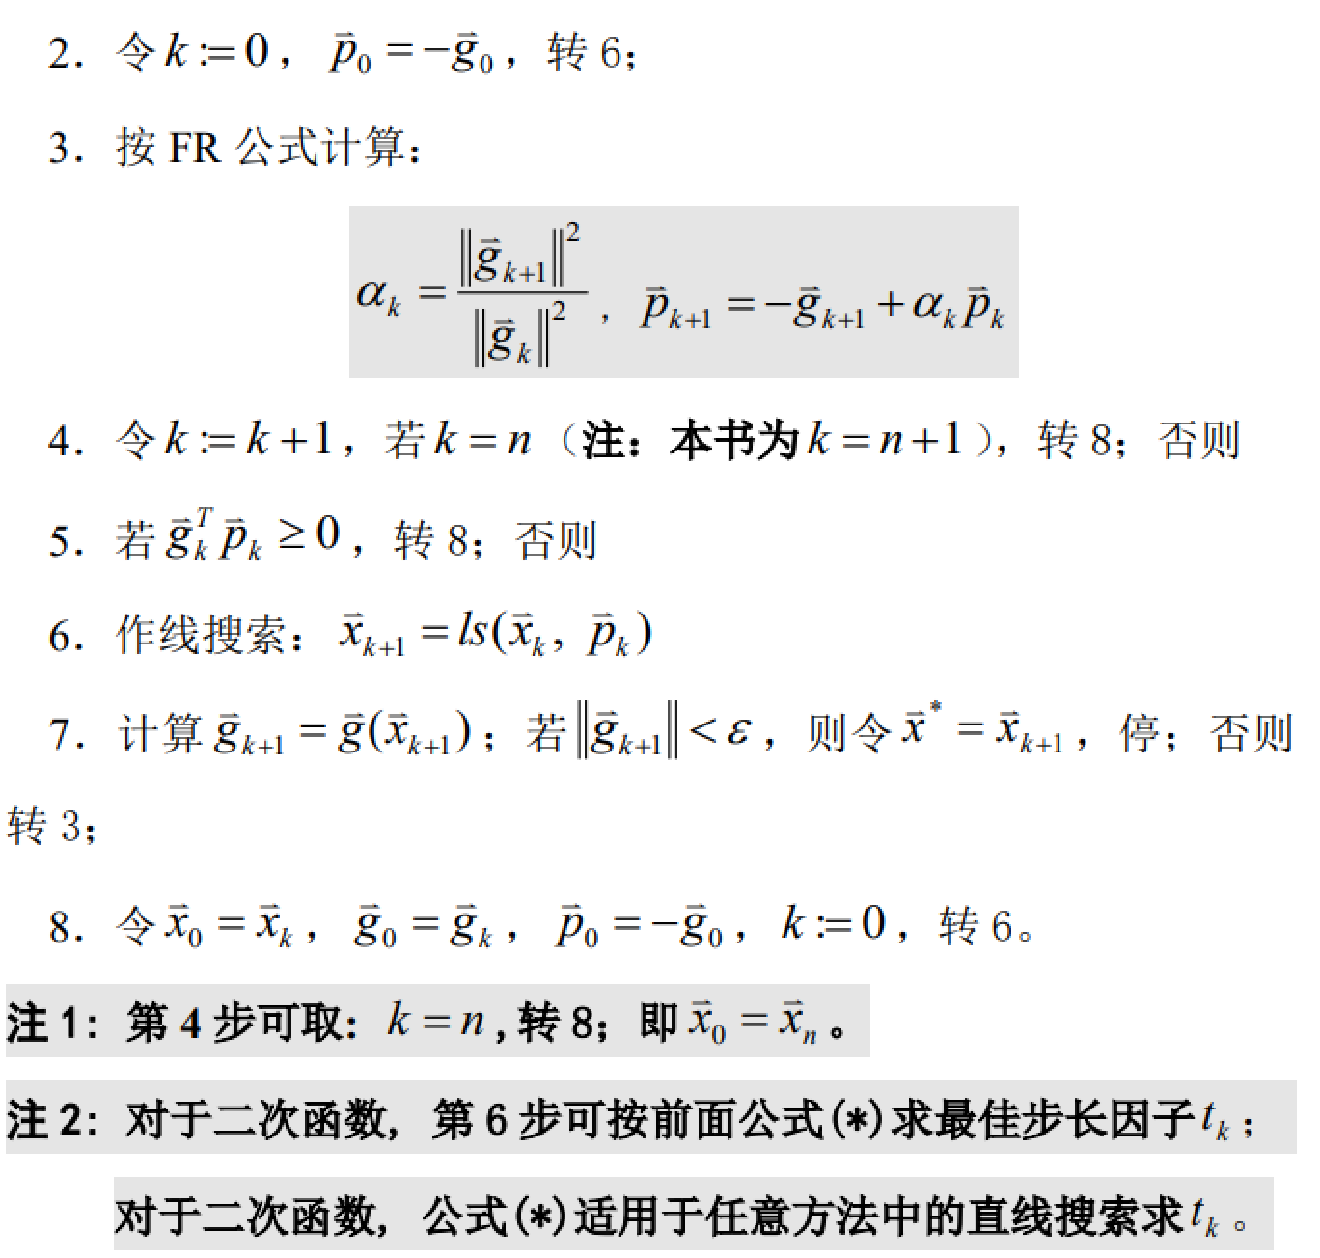 2. 令 $k := 0$， $\vec{p}_0 = -\vec{g}_0$，转 6；
3. 按 FR 公式计算：
$\alpha_k = \frac{\|\vec{g}_{k+1}\|^2}{\|\vec{g}_k\|^2}$， $\vec{p}_{k+1} = -\vec{g}_{k+1} + \alpha_k \vec{p}_k$
4. 令 $k := k+1$，若 $k = n$（注：本书为 $k = n+1$），转 8；否则
5. 若 $\vec{g}_k^T \vec{p}_k \geq 0$，转 8；否则
6. 作线搜索： $\vec{x}_{k+1} = ls(\vec{x}_k, \vec{p}_k)$
7. 计算 $\vec{g}_{k+1} = \vec{g}(\vec{x}_{k+1})$；若 $\|\vec{g}_{k+1}\| < \varepsilon$，则令 $\vec{x}^* = \vec{x}_{k+1}$，停；否则
转 3；
8. 令 $\vec{x}_0 = \vec{x}_k$， $\vec{g}_0 = \vec{g}_k$， $\vec{p}_0 = -\vec{g}_0$， $k := 0$，转 6。
注 1：第 4 步可取： $k = n$ ,转 8；即 $\vec{x}_0 = \vec{x}_n$。
注 2：对于二次函数，第 6 步可按前面公式(*)求最佳步长因子 $t_k$；
对于二次函数，公式(*)适用于任意方法中的直线搜索求 $t_k$。